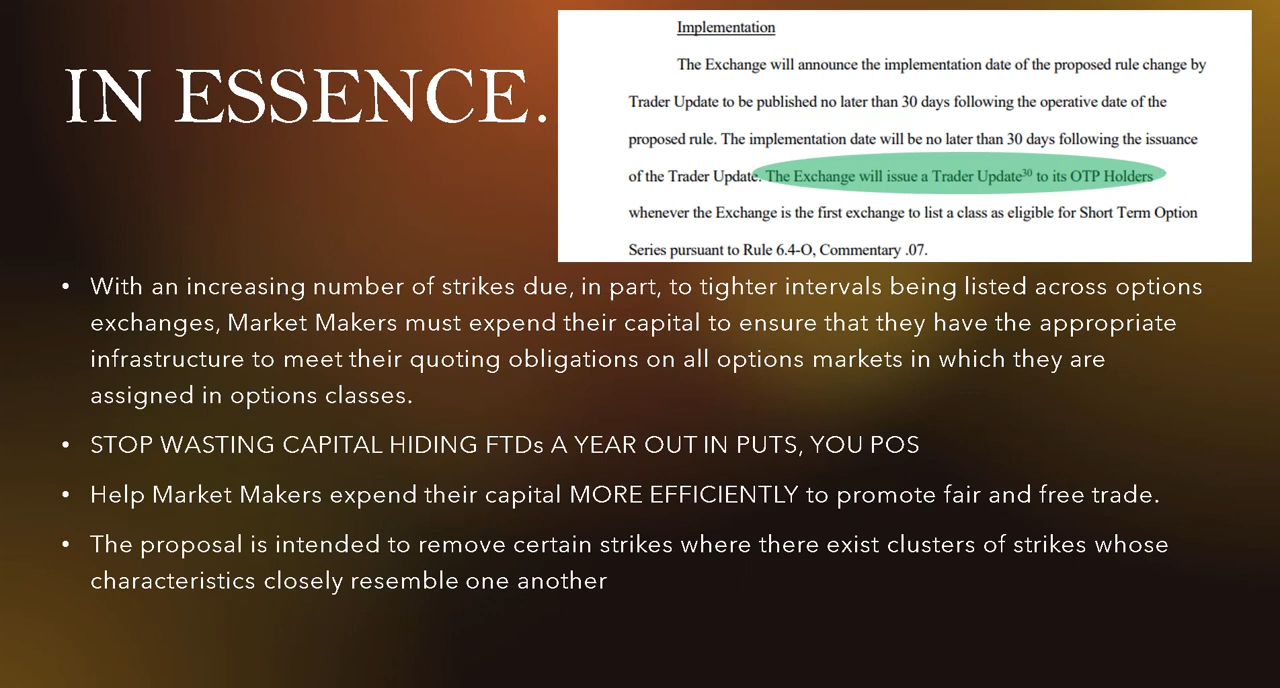 IN ESSENCE.
Implementation
The Exchange will announce the implementation date of the proposed rule change by
Trader Update to be published no later than 30 days following the operative date of the
proposed rule. The implementation date will be no later than 30 days following the issuance
of the Trader Update. The Exchange will issue a Trader Update30 to its OTP Holders
whenever the Exchange is the first exchange to list a class as eligible for Short Term Option
Series pursuant to Rule 6.4-O, Commentary .07.
• With an increasing number of strikes due, in part, to tighter intervals being listed across options
exchanges, Market Makers must expend their capital to ensure that they have the appropriate
infrastructure to meet their quoting obligations on all options markets in which they are
assigned in options classes.
• STOP WASTING CAPITAL HIDING FTDs A YEAR OUT IN PUTS, YOU POS
• Help Market Makers expend their capital MORE EFFICIENTLY to promote fair and free trade.
• The proposal is intended to remove certain strikes where there exist clusters of strikes whose
characteristics closely resemble one another